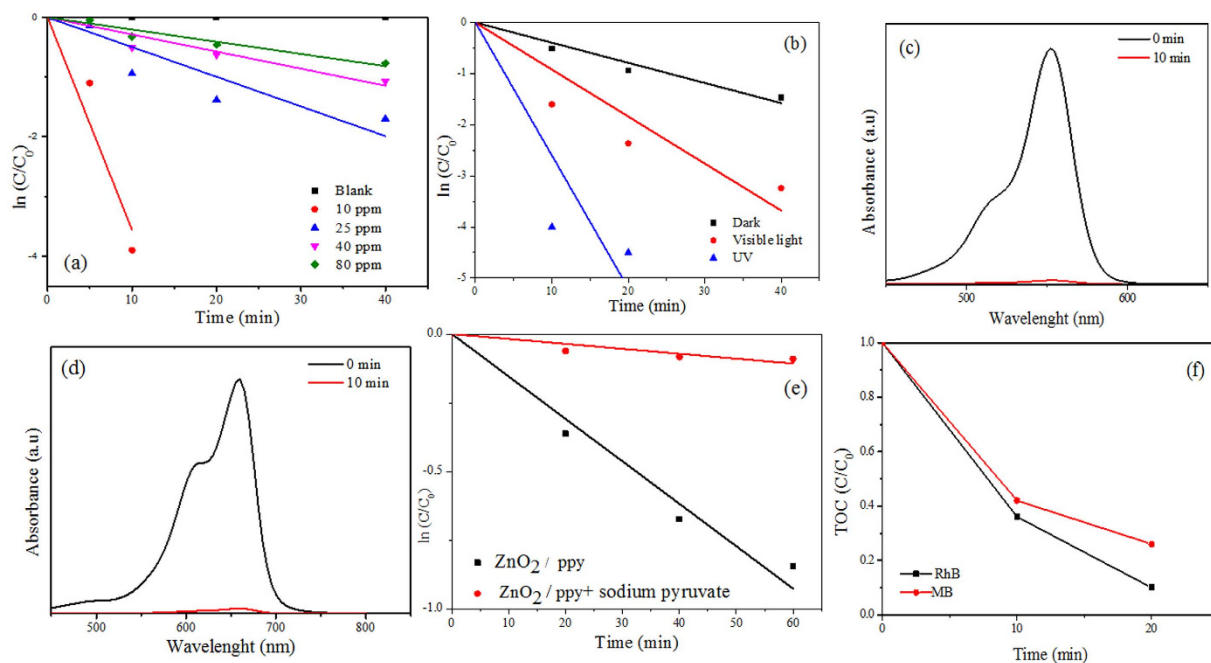 0
-2
-4
ln (C/C0)
Blank
10 ppm
25 ppm
40 ppm
80 ppm
(a)
0 10 20 30 40
Time (min)
0
-1
-2
-3
-4
-5
ln (C/C0)
(b)
Dark
Visible light
UV
0 10 20 30 40
Time (min)
(c)
0 min
10 min
Absorbance (a.u)
500 600
Wavelenght (nm)
(d)
0 min
10 min
Absorbance (a.u)
500 600 700 800
Wavelenght (nm)
0.0
-0.5
-1.0
ln (C/C0)
(e)
ZnO2 / ppy
ZnO2 / ppy+ sodium pyruvate
0 20 40 60
Time (min)
1.0
0.8
0.6
0.4
0.2
0.0
TOC (C/C0)
(f)
RhB
MB
0 10 20
Time (min)